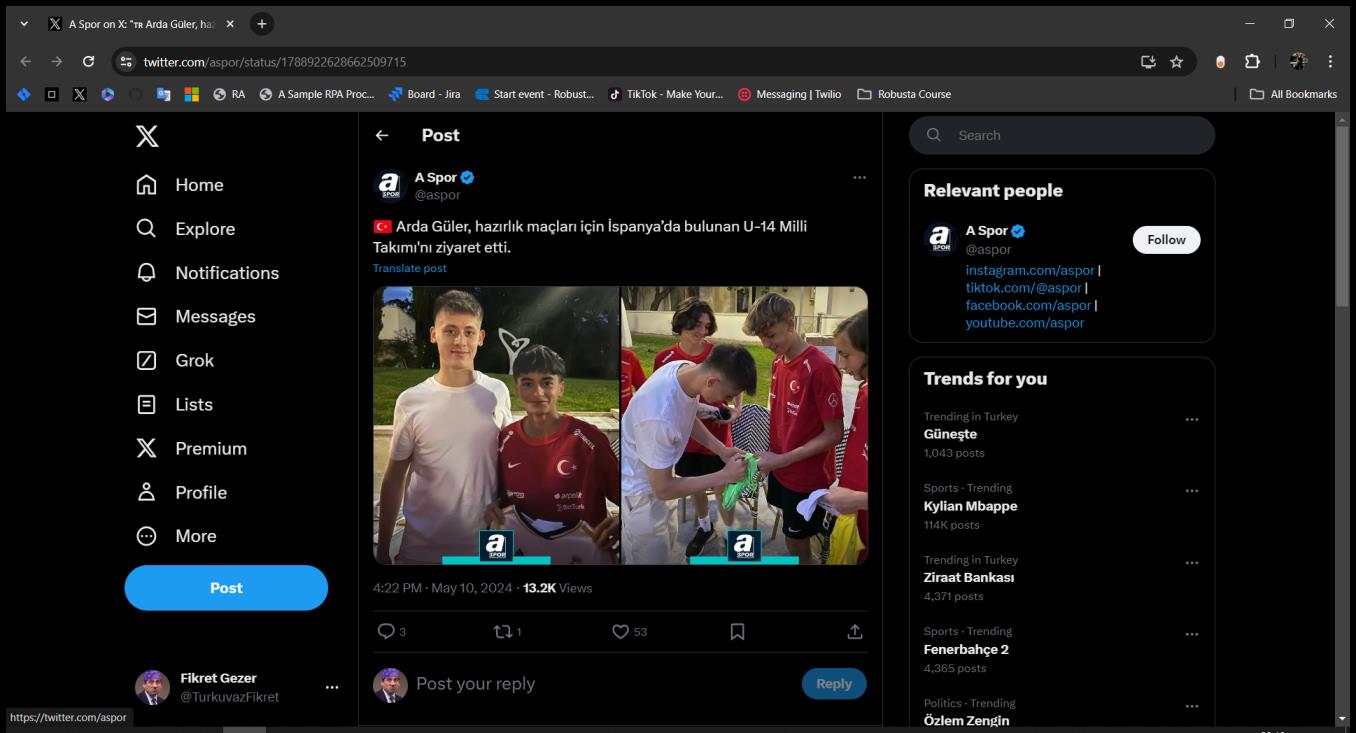 A Spor on X: "TR Arda Güler, haz
twitter.com/aspor/status/1788922628662509715
RA
A Sample RPA Proc...
Board - Jira
Start event - Robust...
TikTok - Make Your...
Messaging | Twilio
Robusta Course
All Bookmarks
Home
Explore
Notifications
Messages
Grok
Lists
Premium
Profile
More
Post
Fikret Gezer
@TurkuvazFikret
https://twitter.com/aspor
Post
A Spor
@aspor
Arda Güler, hazırlık maçları için İspanya’da bulunan U-14 Milli
Takımı'nı ziyaret etti.
Translate post
a
SPOR
a
SPOR
4:22 PM · May 10, 2024 · 13.2K Views
3
1
53
Post your reply
Reply
Search
Relevant people
A Spor
@aspor
Follow
instagram.com/aspor |
tiktok.com/@aspor |
facebook.com/aspor |
youtube.com/aspor
Trends for you
Trending in Turkey
Güneşte
1,043 posts
Sports · Trending
Kylian Mbappe
114K posts
Trending in Turkey
Ziraat Bankası
4,371 posts
Sports · Trending
Fenerbahçe 2
4,365 posts
Politics · Trending
Özlem Zengin